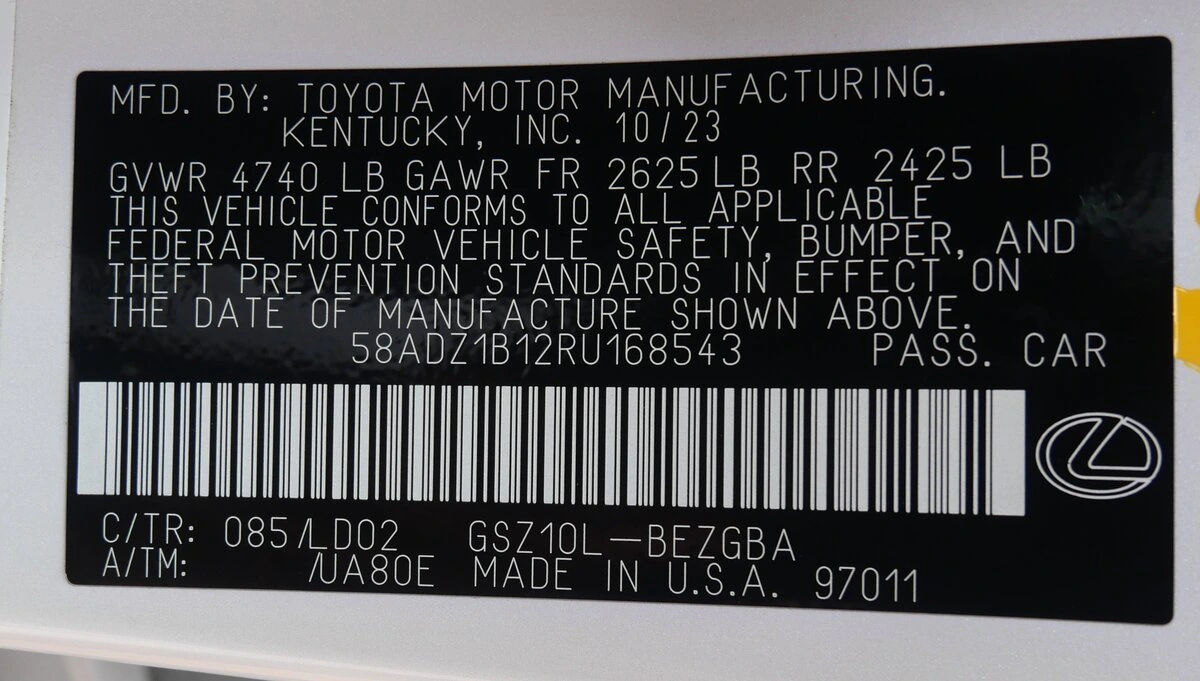 MFD. BY: TOYOTA MOTOR MANUFACTURING.
KENTUCKY, INC. 10/23
GVWR 4740 LB GAWR FR 2625 LB RR 2425 LB
THIS VEHICLE CONFORMS TO ALL APPLICABLE
FEDERAL MOTOR VEHICLE SAFETY, BUMPER, AND
THEFT PREVENTION STANDARDS IN EFFECT ON
THE DATE OF MANUFACTURE SHOWN ABOVE.
58ADZ1B12RU168543 PASS. CAR
C/TR: 085/LD02 GSZ10L-BEZGBA
A/TM: /UA80E MADE IN U.S.A. 97011